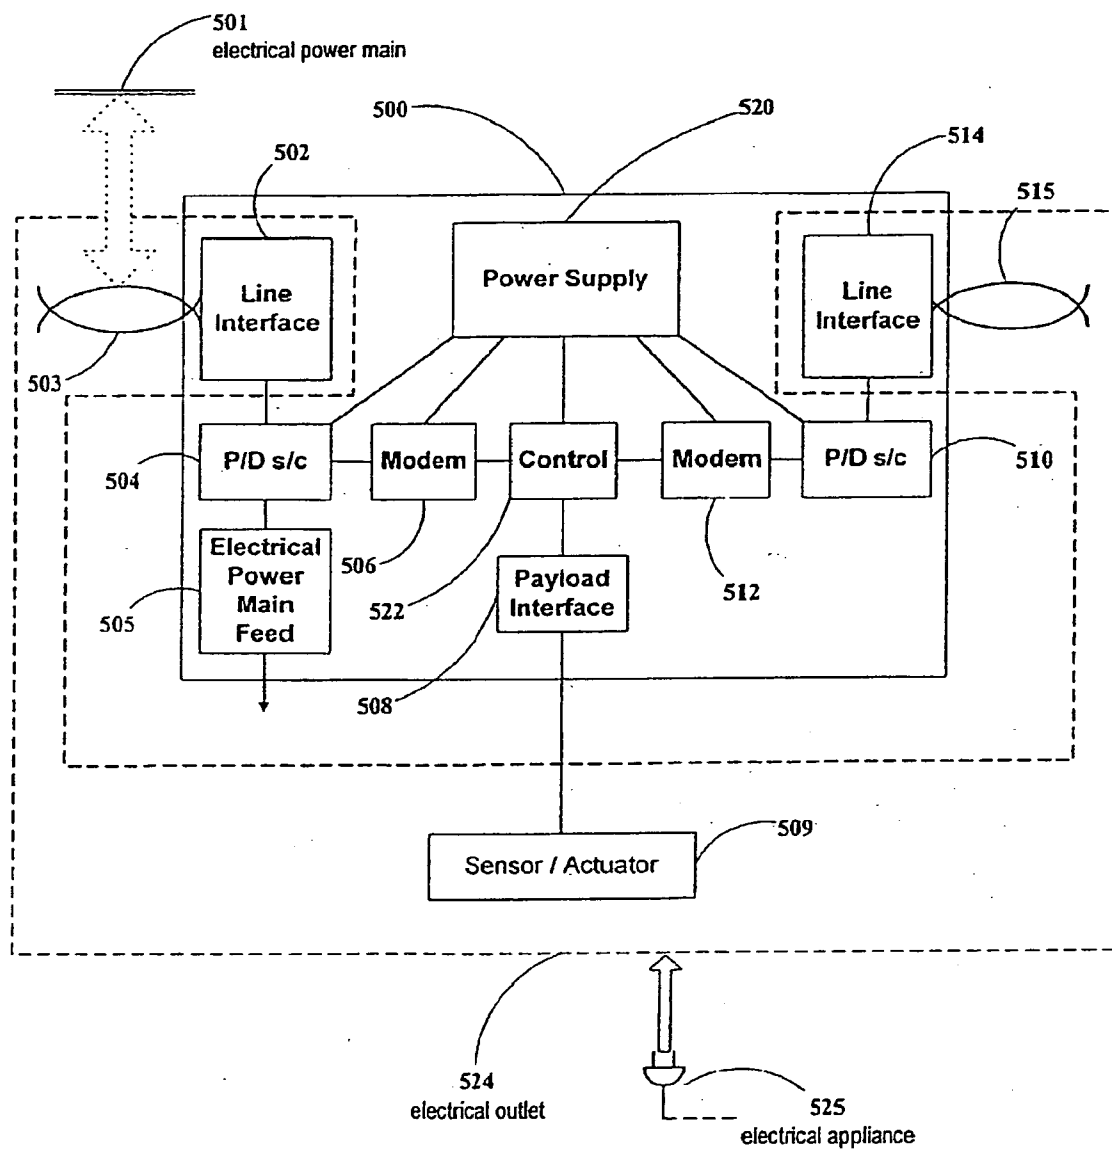 501
electrical power main
500
520
514
502
515
Line
Interface
Power Supply
Line
Interface
503
504
P/D s/c
Modem
Control
Modem
P/D s/c
510
505
Electrical
Power
Main
Feed
506
522
Payload
Interface
512
508
509
Sensor / Actuator
524
electrical outlet
525
electrical appliance